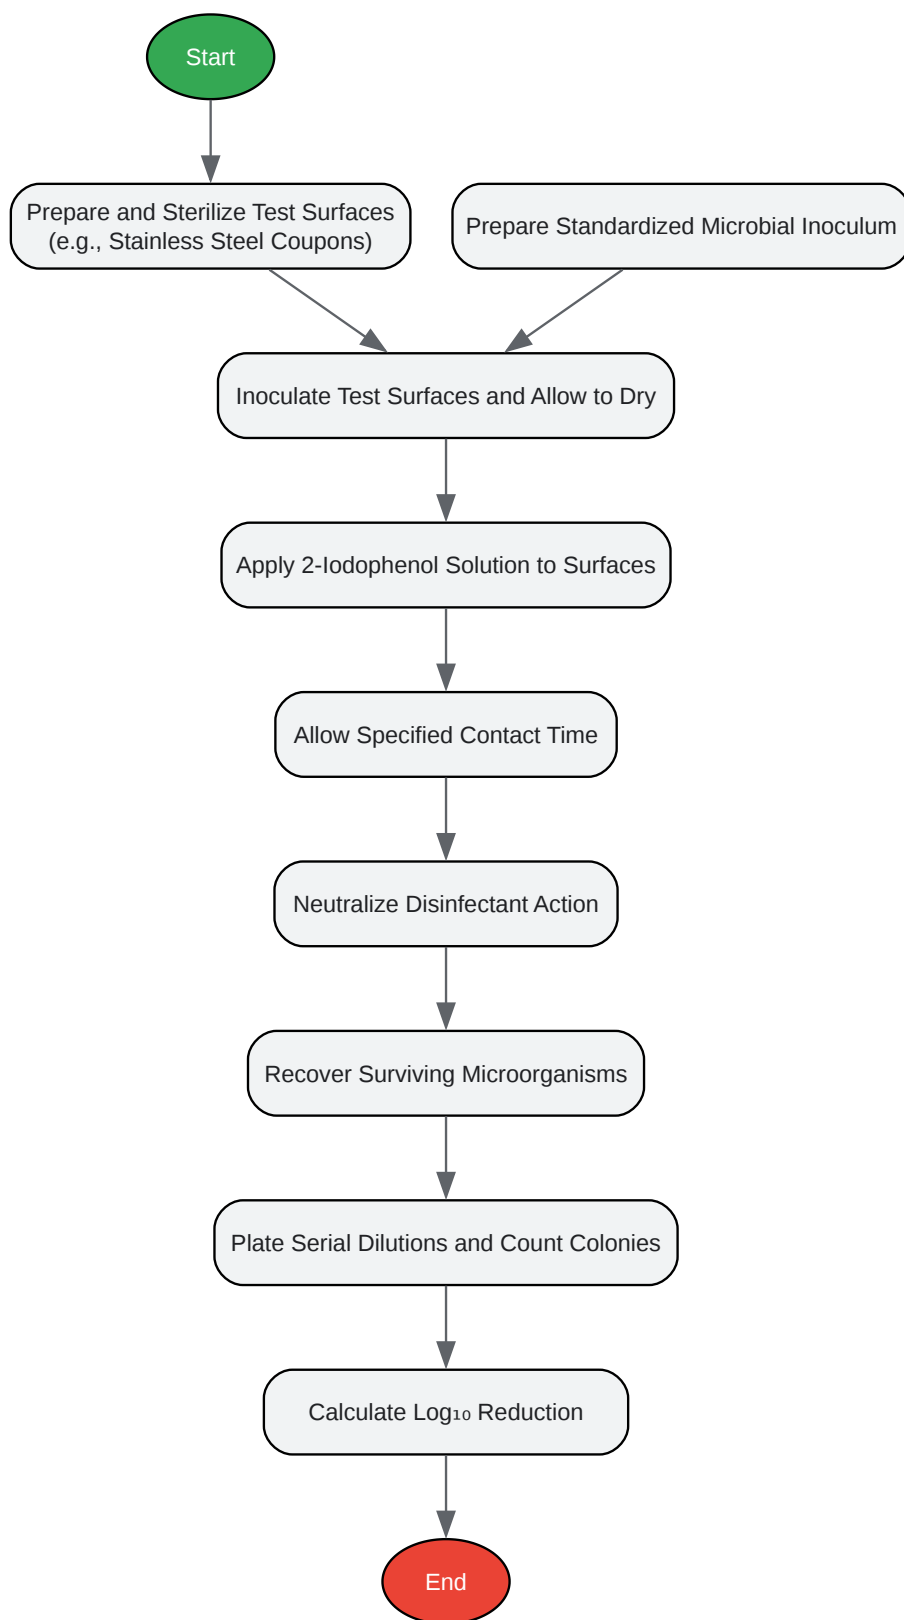 Start
Prepare and Sterilize Test Surfaces
(e.g., Stainless Steel Coupons)
Prepare Standardized Microbial Inoculum
Inoculate Test Surfaces and Allow to Dry
Apply 2-Iodophenol Solution to Surfaces
Allow Specified Contact Time
Neutralize Disinfectant Action
Recover Surviving Microorganisms
Plate Serial Dilutions and Count Colonies
Calculate Log₁₀ Reduction
End